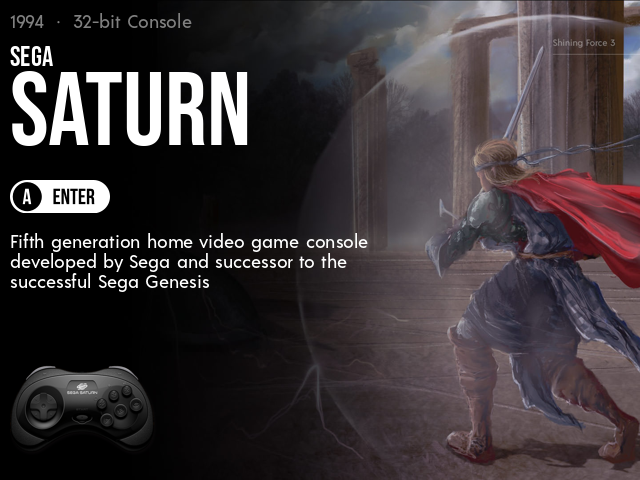 1994 · 32-bit Console
Shining Force 3
SEGA
SATURN
A ENTER
Fifth generation home video game console
developed by Sega and successor to the
successful Sega Genesis
SEGA SATURN